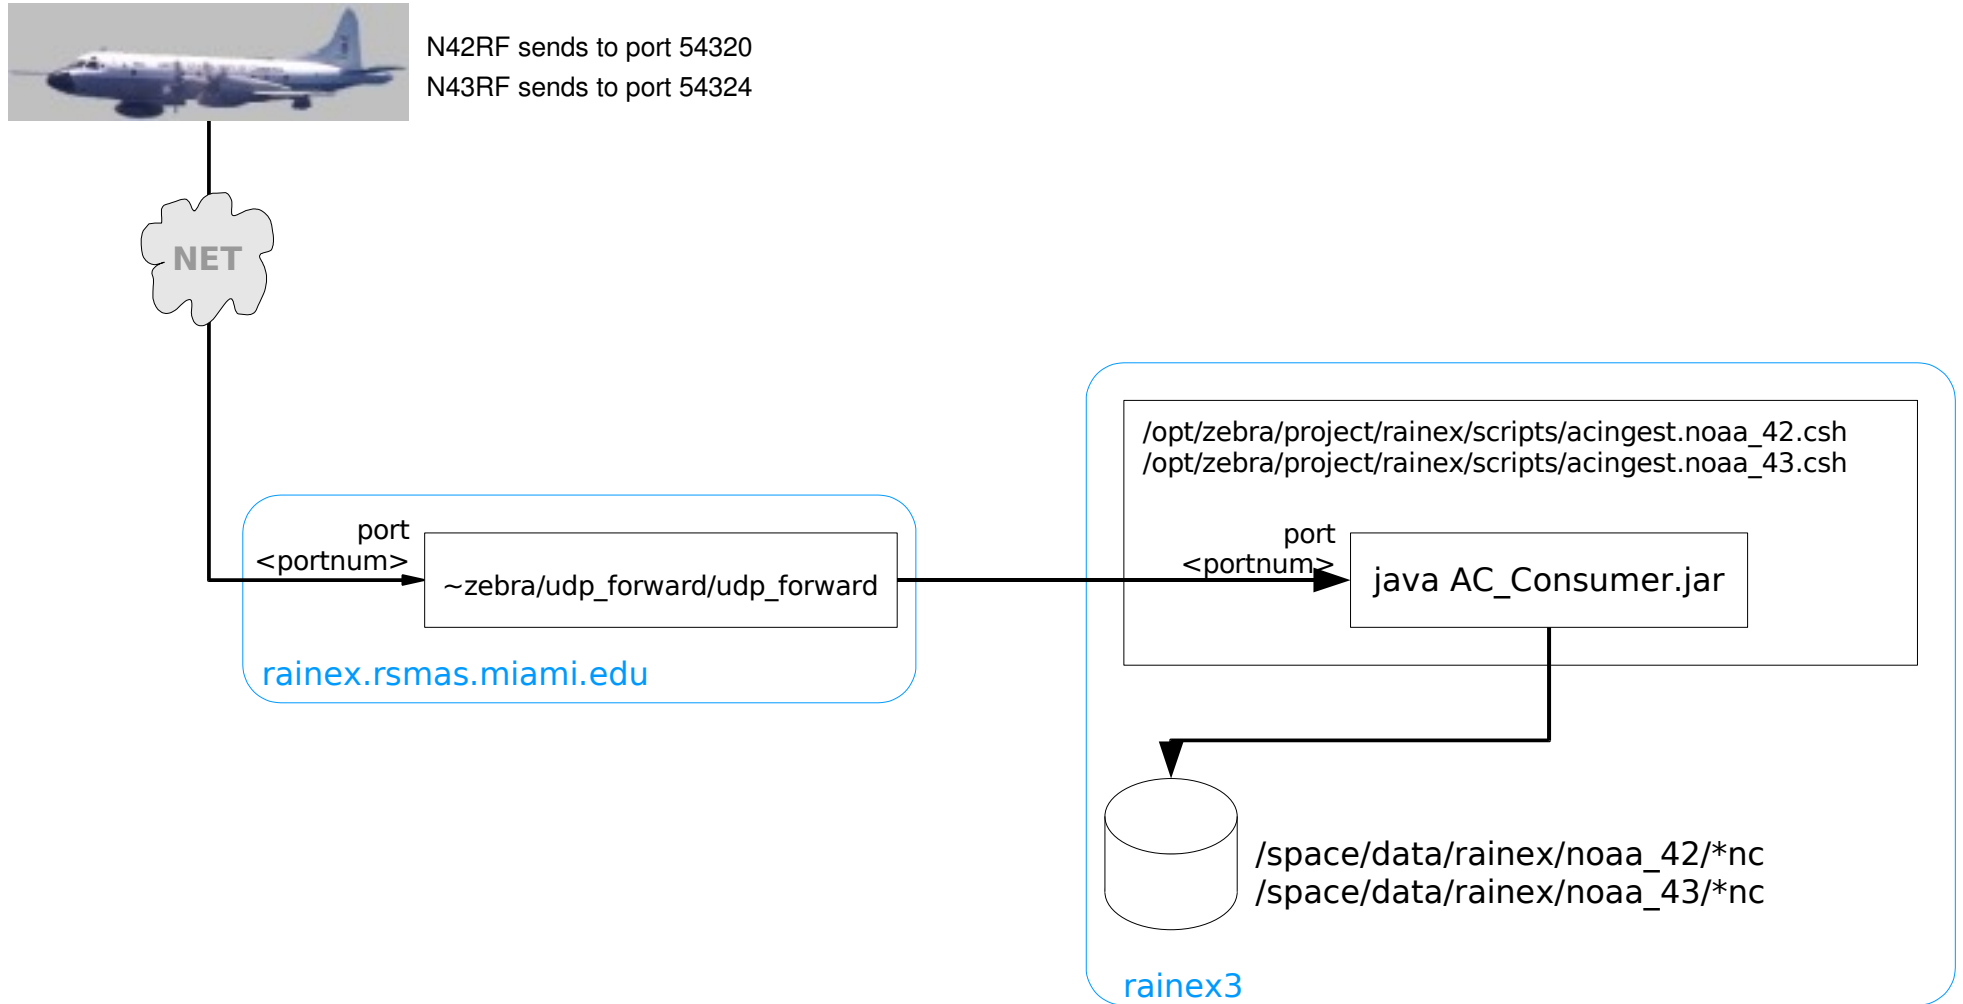 N42RF sends to port 54320
N43RF sends to port 54324
NET
/opt/zebra/project/rainex/scripts/acingest.noaa_42.csh
/opt/zebra/project/rainex/scripts/acingest.noaa_43.csh
port
<portnum>
~zebra/udp_forward/udp_forward
port
<portnum>
java AC_Consumer.jar
rainex.rsmas.miami.edu
/space/data/rainex/noaa_42/*nc
/space/data/rainex/noaa_43/*nc
rainex3